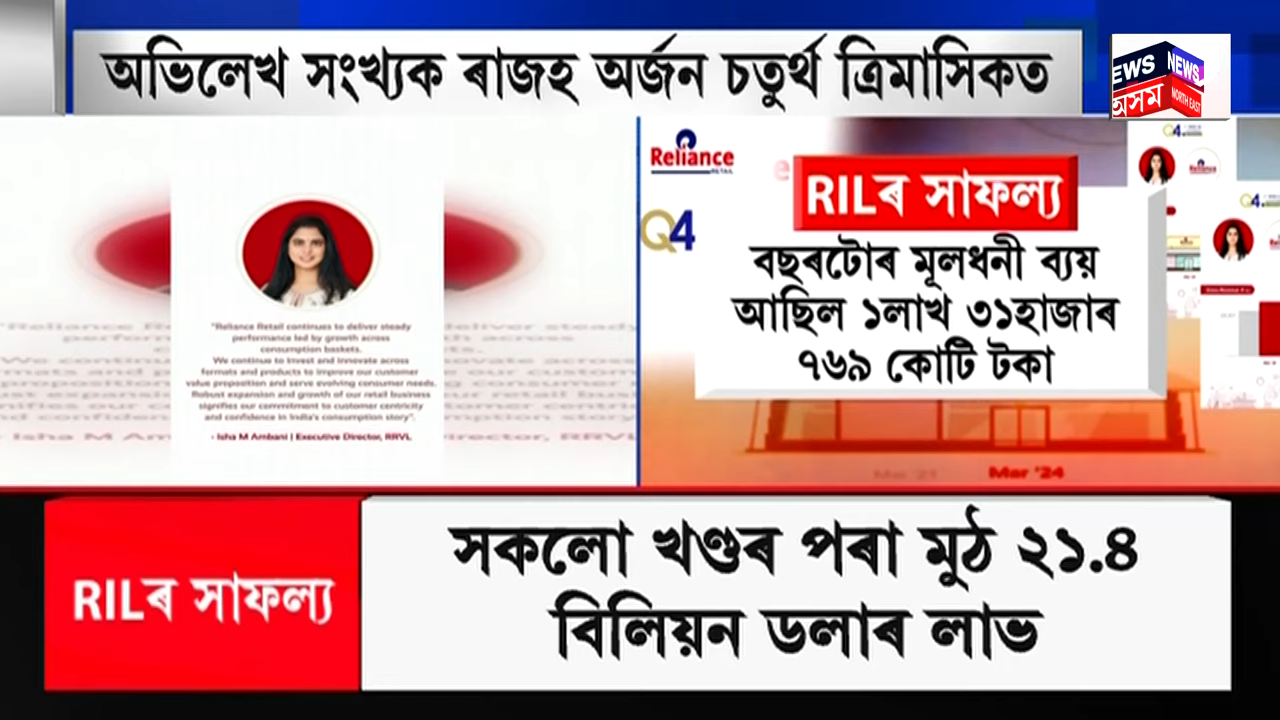 অভিলেখ সংখ্যক ৰাজহ অৰ্জন চতুৰ্থ ত্ৰিমাসিকত
NEWS
অসম
NEWS
NORTH EAST
Reliance
RETAIL
Q4
RILৰ সাফল্য
বছৰটোৰ মূলধনী ব্যয়
আছিল ১লাখ ৩১হাজাৰ
৭৬৯ কোটি টকা
"Reliance Retail continues to deliver steady
performance led by growth across
consumption baskets.
We continue to invest and innovate across
formats and products to improve our customer
value proposition and serve evolving consumer needs.
Robust expansion and growth of our retail business
signifies our commitment to customer centricity
and confidence in India's consumption story".
- Isha M Ambani | Executive Director, RRVL
Mar '24
RILৰ সাফল্য
সকলো খণ্ডৰ পৰা মুঠ ২১.৪
বিলিয়ন ডলাৰ লাভ